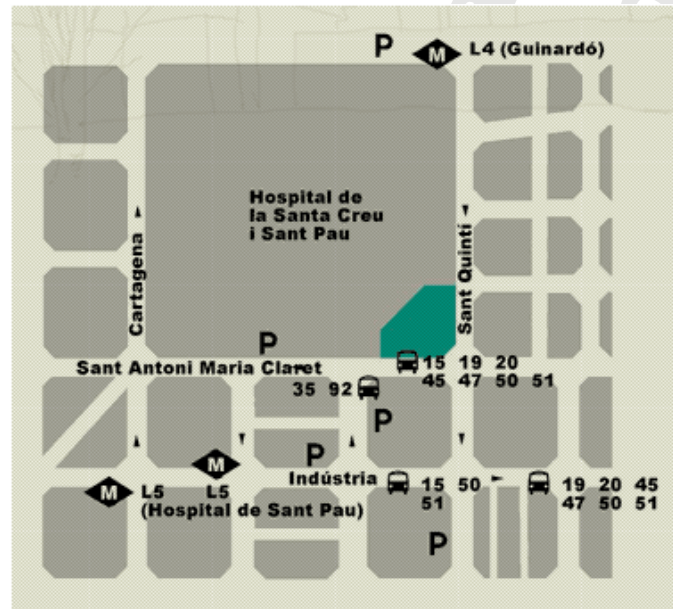 P
M L4 (Guinardó)
Hospital de
la Santa Creu
i Sant Pau
Cartagena
Sant Quintí
P
Sant Antoni Maria Claret
15 19 20
45 47 50 51
35 92
P
M
P
Indústria
M L5 L5
(Hospital de Sant Pau)
15 50
51
19 20 45
47 50 51
P